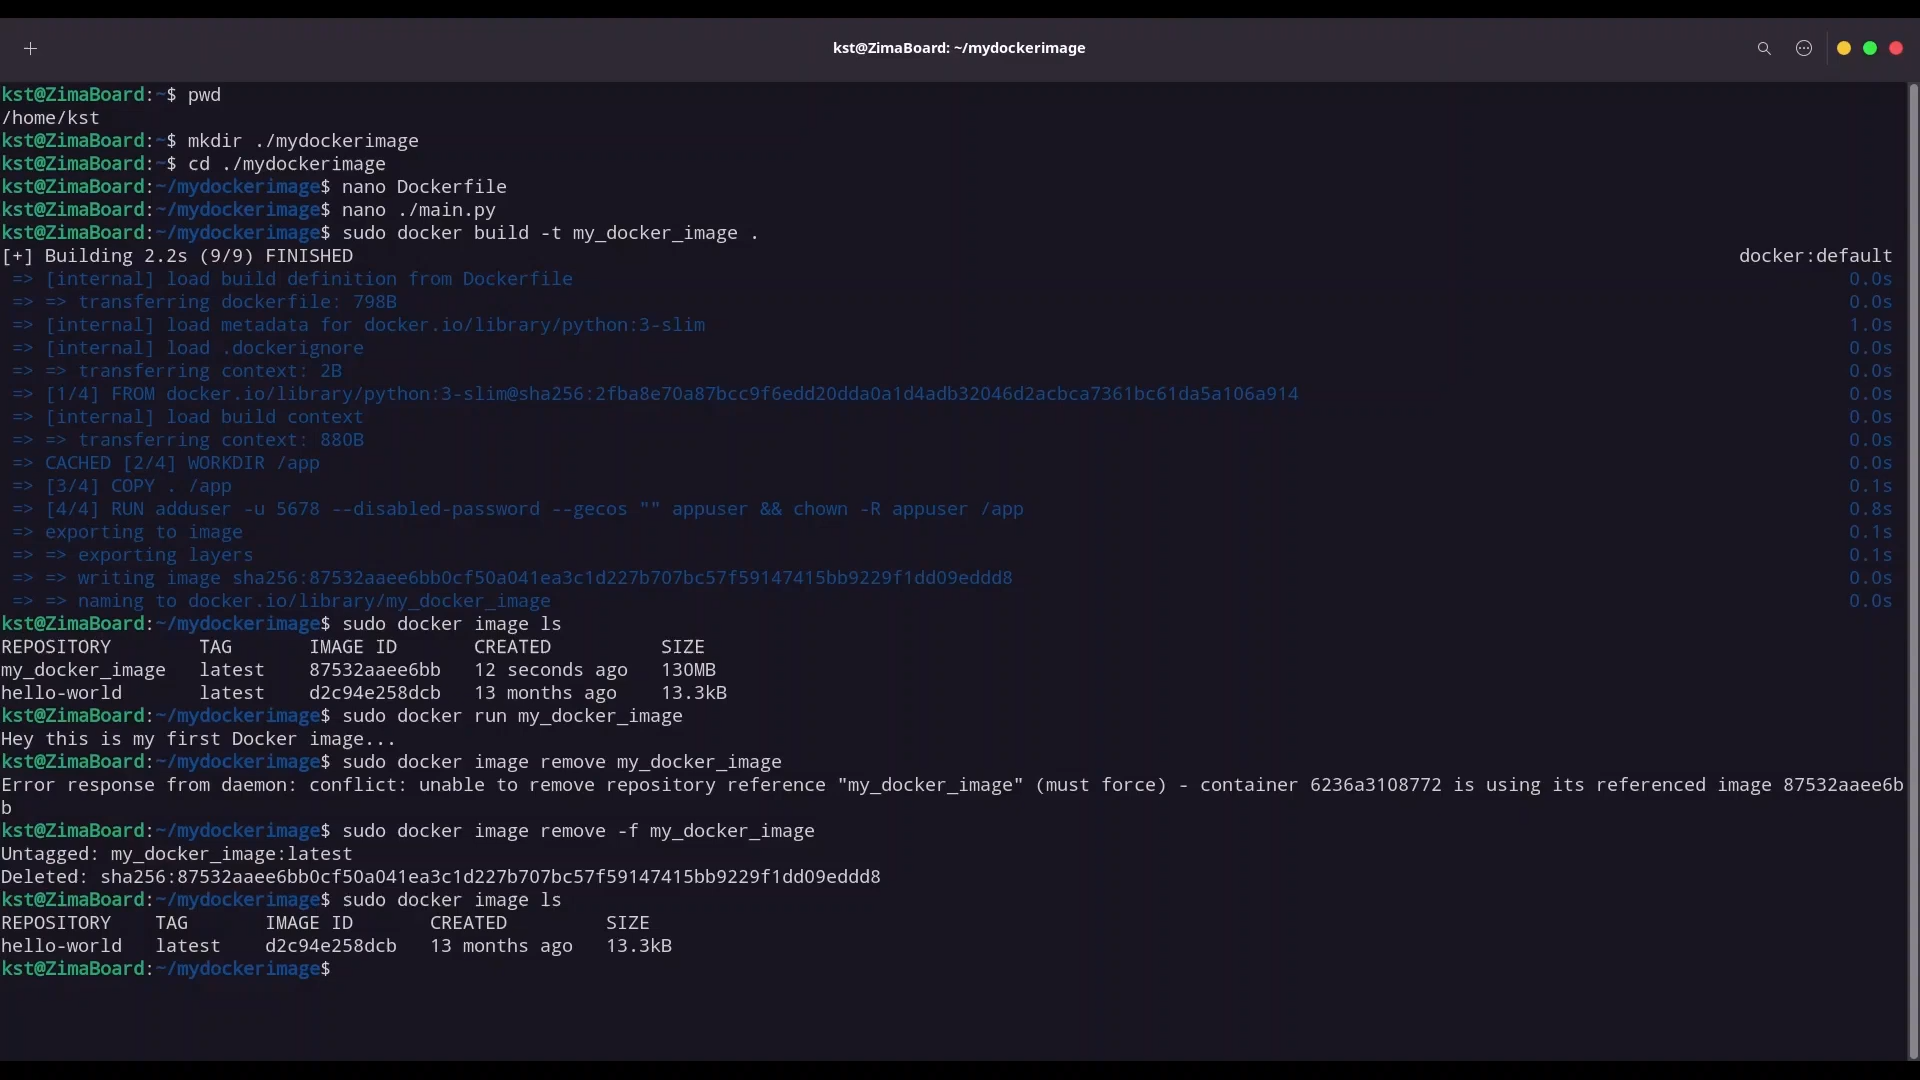 kst@ZimaBoard: ~/mydockerimage
kst@ZimaBoard:~$ pwd
/home/kst
kst@ZimaBoard:~$ mkdir ./mydockerimage
kst@ZimaBoard:~$ cd ./mydockerimage
kst@ZimaBoard:~/mydockerimage$ nano Dockerfile
kst@ZimaBoard:~/mydockerimage$ nano ./main.py
kst@ZimaBoard:~/mydockerimage$ sudo docker build -t my_docker_image .
[+] Building 2.2s (9/9) FINISHED docker:default
=> [internal] load build definition from Dockerfile 0.0s
=> => transferring dockerfile: 798B 0.0s
=> [internal] load metadata for docker.io/library/python:3-slim 1.0s
=> [internal] load .dockerignore 0.0s
=> => transferring context: 2B 0.0s
=> [1/4] FROM docker.io/library/python:3-slim@sha256:2fba8e70a87bcc9f6edd20dda0a1d4adb32046d2acbca7361bc61da5a106a914 0.0s
=> [internal] load build context 0.0s
=> => transferring context: 880B 0.0s
=> CACHED [2/4] WORKDIR /app 0.0s
=> [3/4] COPY . /app 0.1s
=> [4/4] RUN adduser -u 5678 --disabled-password --gecos "" appuser && chown -R appuser /app 0.8s
=> exporting to image 0.1s
=> => exporting layers 0.1s
=> => writing image sha256:87532aaee6bb0cf50a041ea3c1d227b707bc57f59147415bb9229f1dd09eddd8 0.0s
=> => naming to docker.io/library/my_docker_image 0.0s
kst@ZimaBoard:~/mydockerimage$ sudo docker image ls
REPOSITORY TAG IMAGE ID CREATED SIZE
my_docker_image latest 87532aaee6bb 12 seconds ago 130MB
hello-world latest d2c94e258dcb 13 months ago 13.3kB
kst@ZimaBoard:~/mydockerimage$ sudo docker run my_docker_image
Hey this is my first Docker image...
kst@ZimaBoard:~/mydockerimage$ sudo docker image remove my_docker_image
Error response from daemon: conflict: unable to remove repository reference "my_docker_image" (must force) - container 6236a3108772 is using its referenced image 87532aaee6b
b
kst@ZimaBoard:~/mydockerimage$ sudo docker image remove -f my_docker_image
Untagged: my_docker_image:latest
Deleted: sha256:87532aaee6bb0cf50a041ea3c1d227b707bc57f59147415bb9229f1dd09eddd8
kst@ZimaBoard:~/mydockerimage$ sudo docker image ls
REPOSITORY TAG IMAGE ID CREATED SIZE
hello-world latest d2c94e258dcb 13 months ago 13.3kB
kst@ZimaBoard:~/mydockerimage$